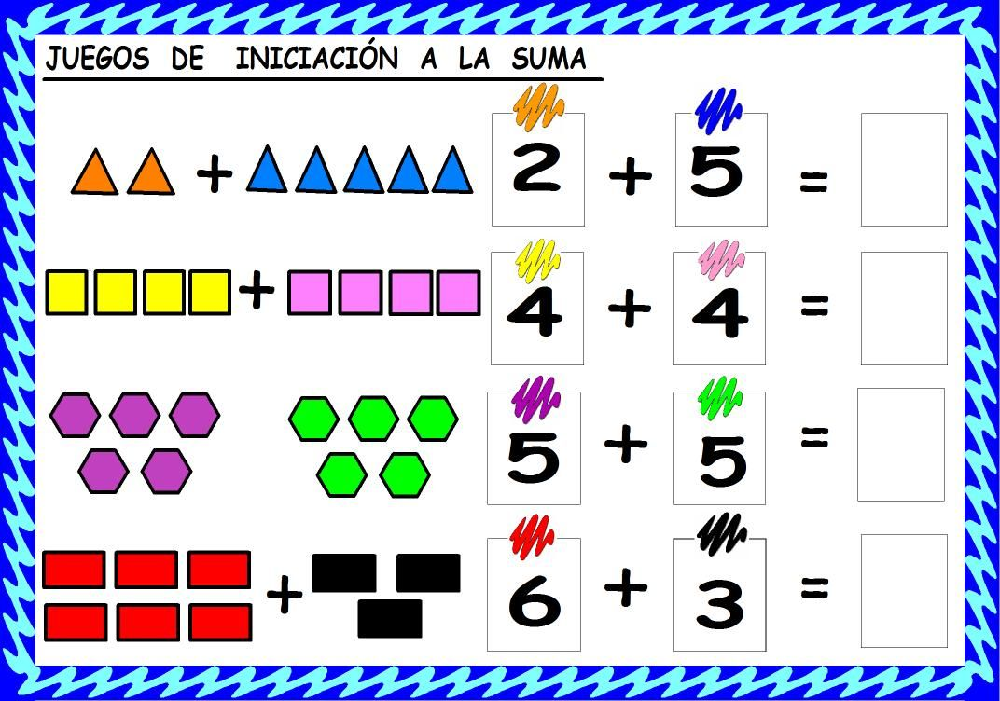 JUEGOS DE INICIACIÓN A LA SUMA
+ 2 + 5 =
+ 4 + 4 =
5 + 5 =
+ 6 + 3 =